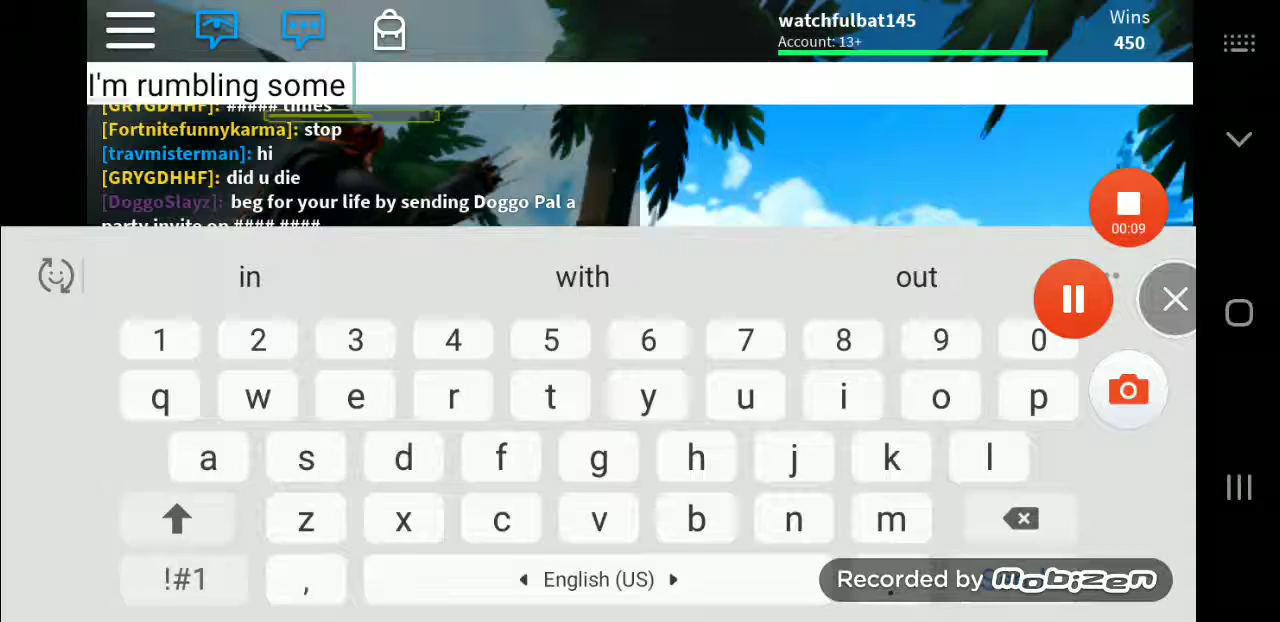 watchfulbat145
Account: 13+
Wins
450
I'm rumbling some
[GRYGDHHF]: ##### times
[Fortnitefunnykarma]: stop
[travmisterman]: hi
[GRYGDHHF]: did u die
[DoggoSlayz]: beg for your life by sending Doggo Pal a
party invite on #### ####
00:09
in with out
1 2 3 4 5 6 7 8 9 0
q w e r t y u i o p
a s d f g h j k l
z x c v b n m
!#1 , English (US) .
Recorded by mobizen